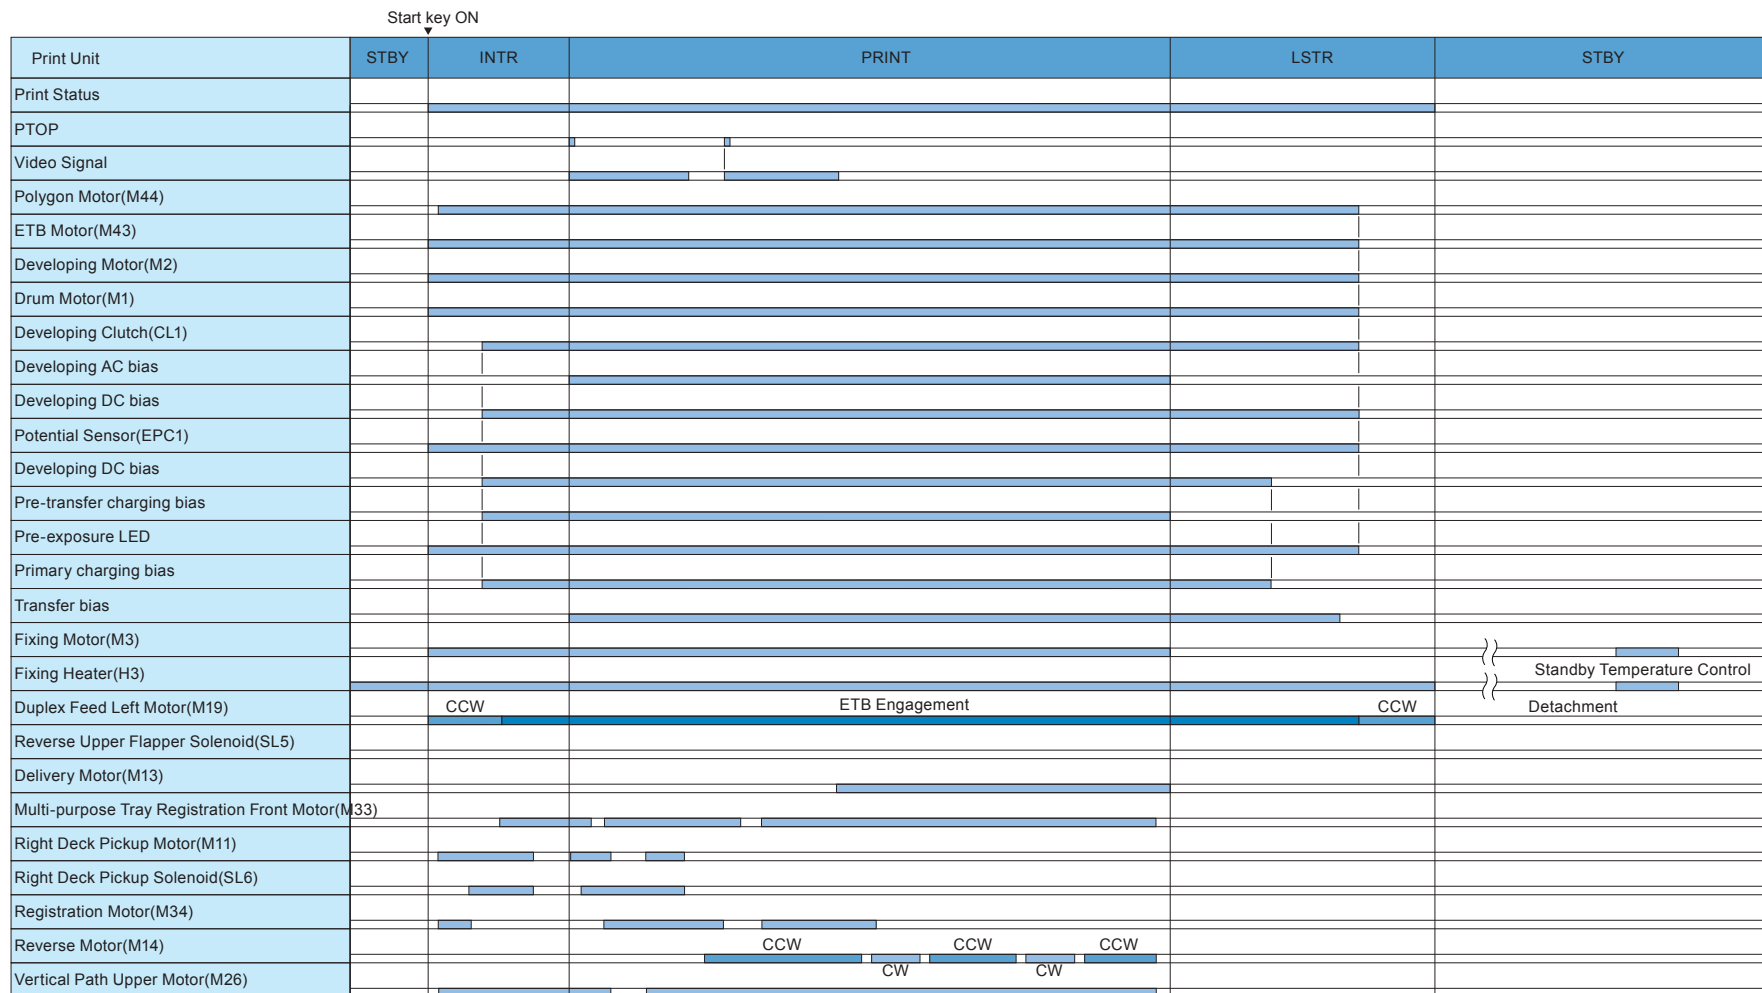 Start key ON
Print Unit STBY INTR PRINT LSTR STBY
Print Status
PTOP
Video Signal
Polygon Motor(M44)
ETB Motor(M43)
Developing Motor(M2)
Drum Motor(M1)
Developing Clutch(CL1)
Developing AC bias
Developing DC bias
Potential Sensor(EPC1)
Developing DC bias
Pre-transfer charging bias
Pre-exposure LED
Primary charging bias
Transfer bias
Fixing Motor(M3)
Fixing Heater(H3) Standby Temperature Control
Duplex Feed Left Motor(M19) CCW ETB Engagement CCW Detachment
Reverse Upper Flapper Solenoid(SL5)
Delivery Motor(M13)
Multi-purpose Tray Registration Front Motor(M33)
Right Deck Pickup Motor(M11)
Right Deck Pickup Solenoid(SL6)
Registration Motor(M34)
Reverse Motor(M14) CCW CCW CCW
CW CW
Vertical Path Upper Motor(M26)